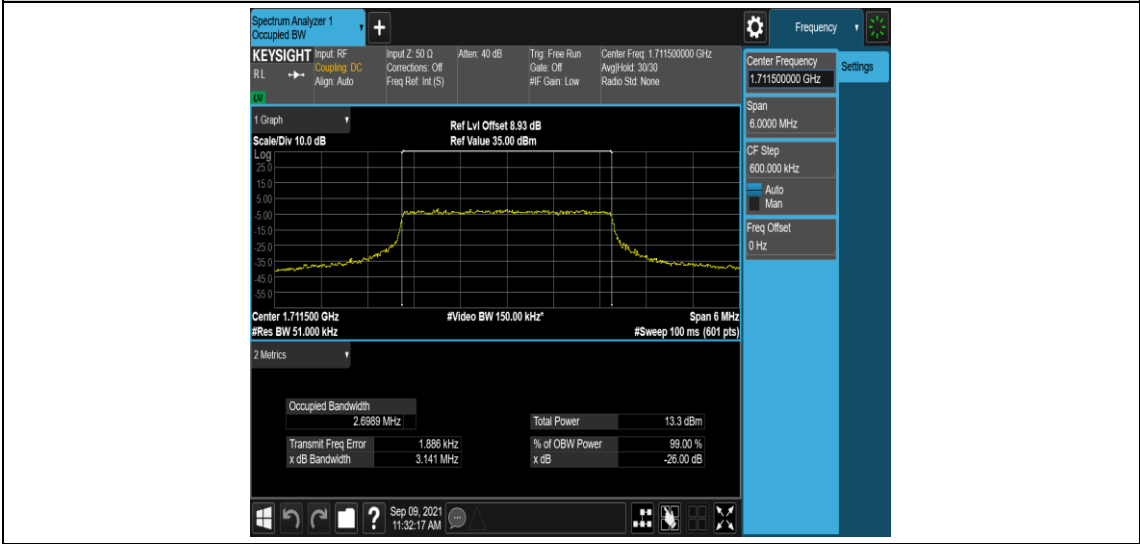 Spectrum Analyzer 1
Occupied BW
Frequency
KEYSIGHT
RL
LNI
Input: RF
Coupling: DC
Align: Auto
Input Z: 50 Ω
Corrections: Off
Freq Ref: Int (S)
Atten: 40 dB
Trig: Free Run
Gate: Off
#IF Gain: Low
Center Freq: 1.711500000 GHz
Avg|Hold: 30/30
Radio Std: None
Center Frequency
1.711500000 GHz
Settings
Span
6.0000 MHz
CF Step
600.000 kHz
Auto
Man
Freq Offset
0 Hz
1 Graph
Scale/Div 10.0 dB
Ref Lvl Offset 8.93 dB
Ref Value 35.00 dBm
Log
25.0
15.0
5.00
-5.00
-15.0
-25.0
-35.0
-45.0
-55.0
Center 1.711500 GHz
#Res BW 51.000 kHz
#Video BW 150.00 kHz*
Span 6 MHz
#Sweep 100 ms (601 pts)
2 Metrics
Occupied Bandwidth
2.6989 MHz
Total Power 13.3 dBm
Transmit Freq Error 1.886 kHz
% of OBW Power 99.00 %
x dB Bandwidth 3.141 MHz
x dB -26.00 dB
?
Sep 09, 2021
11:32:17 AM